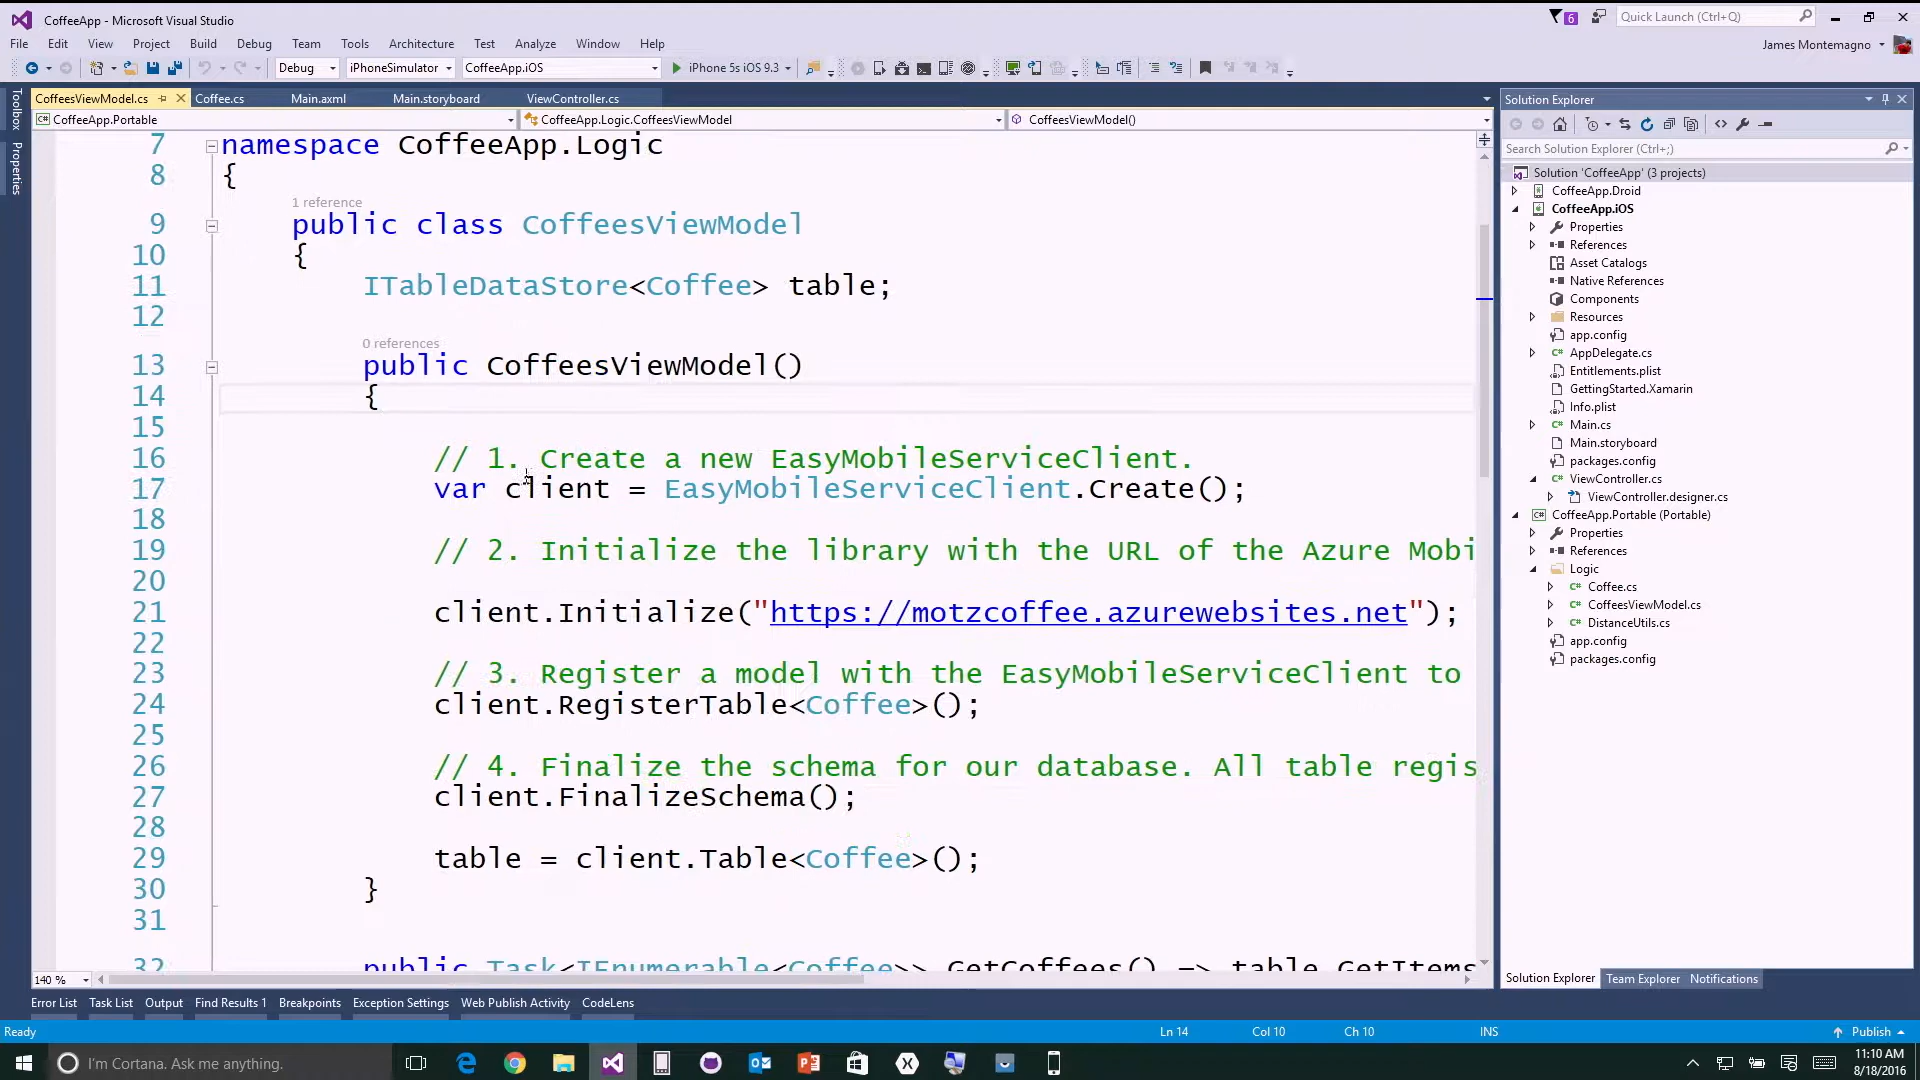 CoffeeApp - Microsoft Visual Studio
6
Quick Launch (Ctrl+Q)
File Edit View Project Build Debug Team Tools Architecture Test Analyze Window Help
James Montemagno
Debug iPhoneSimulator CoffeeApp.iOS iPhone 5s iOS 9.3
Toolbox
Properties
CoffeesViewModel.cs Coffee.cs Main.axml Main.storyboard ViewController.cs
CoffeeApp.Portable CoffeeApp.Logic.CoffeesViewModel CoffeesViewModel()
7 namespace CoffeeApp.Logic
8 {
1 reference
9 public class CoffeesViewModel
10 {
11 ITableDataStore<Coffee> table;
12
0 references
13 public CoffeesViewModel()
14 {
15
16 // 1. Create a new EasyMobileServiceClient.
17 var client = EasyMobileServiceClient.Create();
18
19 // 2. Initialize the library with the URL of the Azure Mobi
20
21 client.Initialize("https://motzcoffee.azurewebsites.net");
22
23 // 3. Register a model with the EasyMobileServiceClient to
24 client.RegisterTable<Coffee>();
25
26 // 4. Finalize the schema for our database. All table regis
27 client.FinalizeSchema();
28
29 table = client.Table<Coffee>();
30 }
31
32 public Task<IEnumerable<Coffee>> GetCoffees() => table.GetItems
140 %
Solution Explorer
Search Solution Explorer (Ctrl+;)
Solution 'CoffeeApp' (3 projects)
CoffeeApp.Droid
CoffeeApp.iOS
Properties
References
Asset Catalogs
Native References
Components
Resources
app.config
AppDelegate.cs
Entitlements.plist
GettingStarted.Xamarin
Info.plist
Main.cs
Main.storyboard
packages.config
ViewController.cs
ViewController.designer.cs
CoffeeApp.Portable (Portable)
Properties
References
Logic
Coffee.cs
CoffeesViewModel.cs
DistanceUtils.cs
app.config
packages.config
Solution Explorer Team Explorer Notifications
Error List Task List Output Find Results 1 Breakpoints Exception Settings Web Publish Activity CodeLens
Ready Ln 14 Col 10 Ch 10 INS Publish
I'm Cortana. Ask me anything.
11:10 AM
8/18/2016